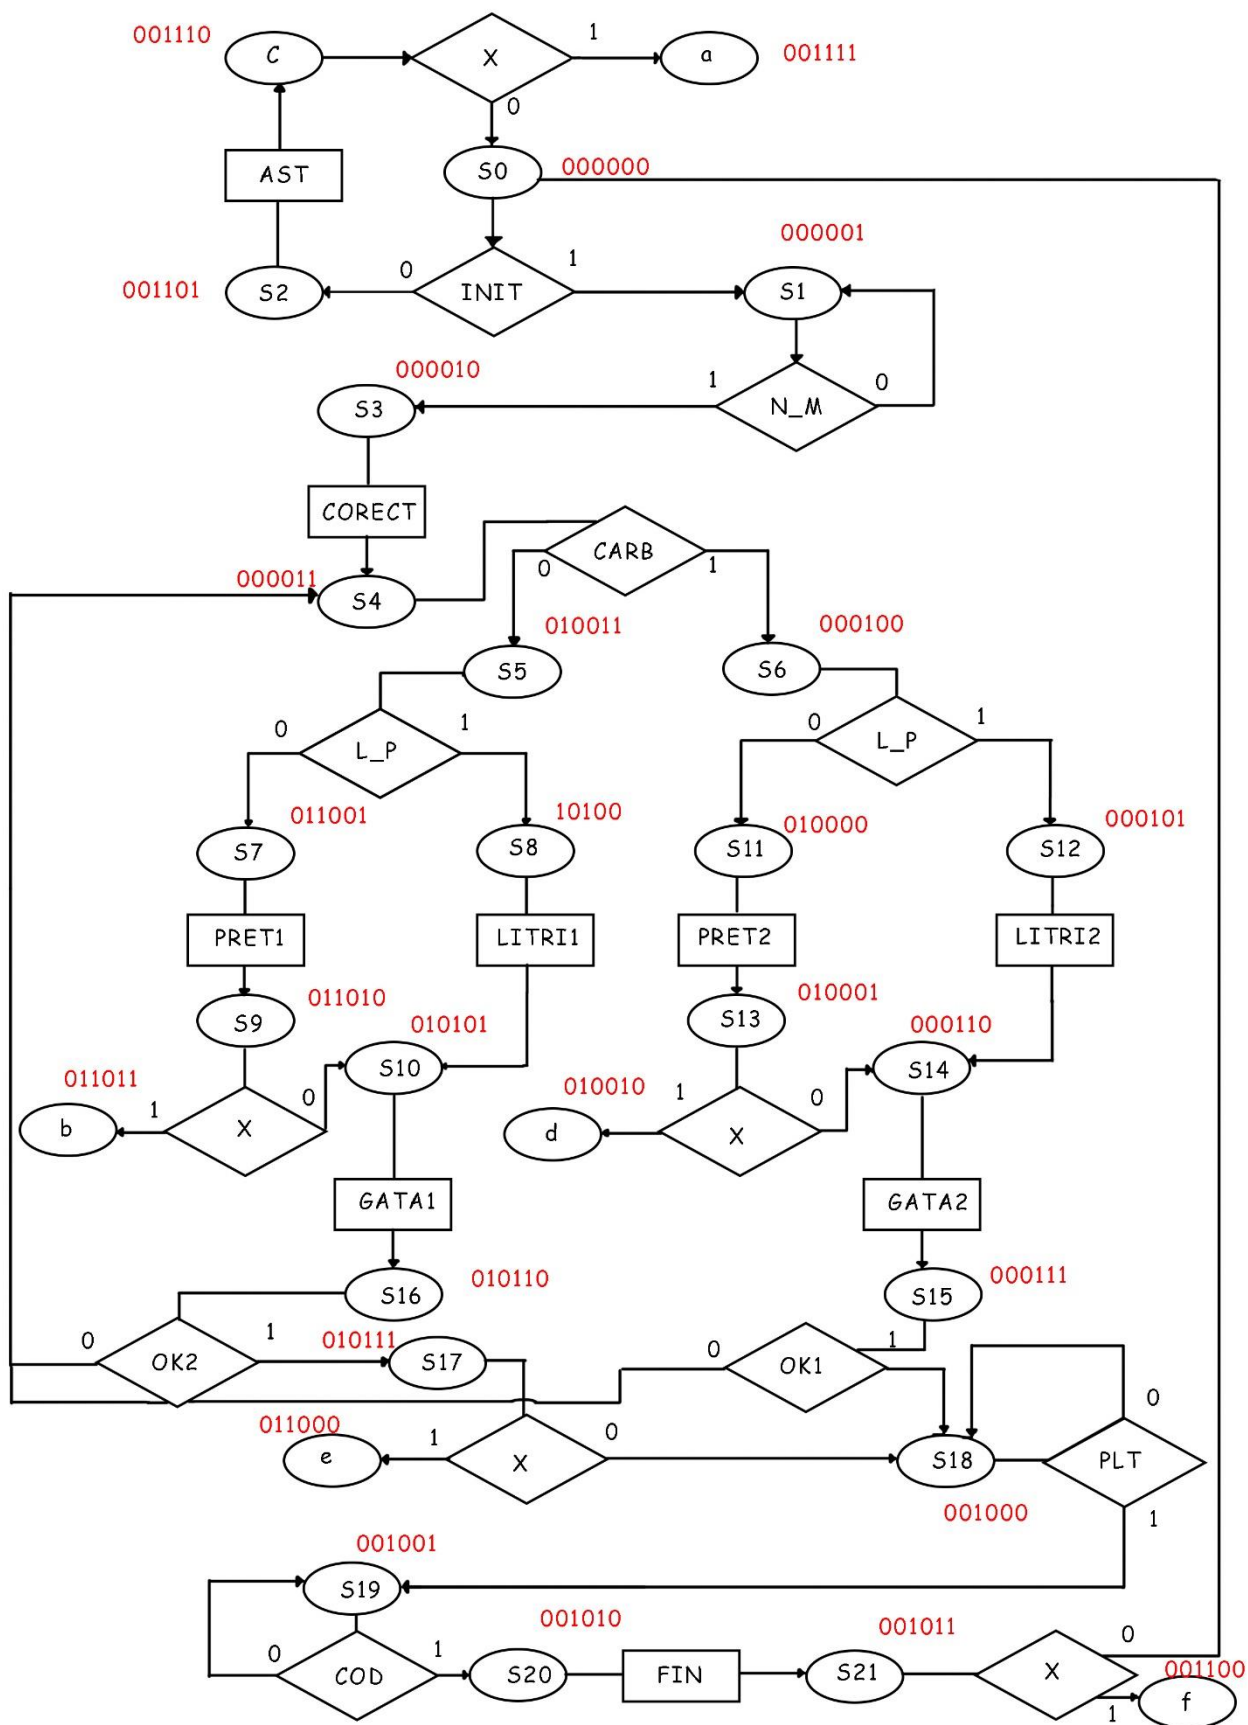 001110 C X 1 a 001111
0
AST
S0 000000
000001
001101 S2 0 INIT 1 S1
000010
S3 1 N_M 0
CORECT
CARB
0 1
000011 S4
010011 000100
S5 S6
0 L_P 1 0 L_P 1
011001 10100 010000 000101
S7 S8 S11 S12
PRET1 LITRI1 PRET2 LITRI2
011010 010001
S9 010101 S13 000110
S10 S14
011011 1 0 010010 1 0
b X d X
GATA1 GATA2
S16 010110 S15 000111
0 OK2 1 010111 S17 0 OK1 1
0
011000 1 0
e X S18 PLT
001000 1
001001
S19
001010 001011
0 COD 1 S20 FIN S21 X 0
001100
1 f